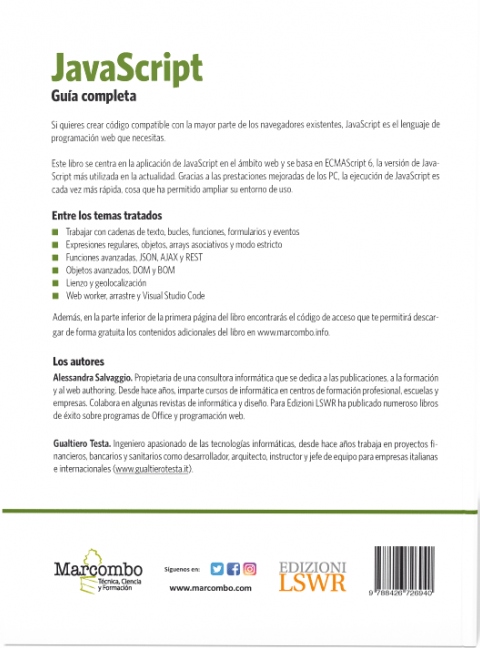 JavaScript
Guía completa
Si quieres crear código compatible con la mayor parte de los navegadores existentes, JavaScript es el lenguaje de
programación web que necesitas.
Este libro se centra en la aplicación de JavaScript en el ámbito web y se basa en ECMAScript 6, la versión de Java-
Script más utilizada en la actualidad. Gracias a las prestaciones mejoradas de los PC, la ejecución de JavaScript es
cada vez más rápida, cosa que ha permitido ampliar su entorno de uso.
Entre los temas tratados
■ Trabajar con cadenas de texto, bucles, funciones, formularios y eventos
■ Expresiones regulares, objetos, arrays asociativos y modo estricto
■ Funciones avanzadas, JSON, AJAX y REST
■ Objetos avanzados, DOM y BOM
■ Lienzo y geolocalización
■ Web worker, arrastre y Visual Studio Code
Además, en la parte inferior de la primera página del libro encontrarás el código de acceso que te permitirá descar-
gar de forma gratuita los contenidos adicionales del libro en www.marcombo.info.
Los autores
Alessandra Salvaggio. Propietaria de una consultora informática que se dedica a las publicaciones, a la formación
y al web authoring. Desde hace años, imparte cursos de informática en centros de formación profesional, escuelas y
empresas. Colabora en algunas revistas de informática y diseño. Para Edizioni LSWR ha publicado numeroso libros
de éxito sobre programas de Office y programación web.
Gualtiero Testa. Ingeniero apasionado de las tecnologías informáticas, desde hace años trabaja en proyectos fi-
nancieros, bancarios y sanitarios como desarrollador, arquitecto, instructor y jefe de equipo para empresas italianas
e internacionales (www.gualtierotesta.it).
Marcombo
Técnica, Ciencia
y Formación
Síguenos en:
www.marcombo.com
EDIZIONI
LSWR
9 788426 726940